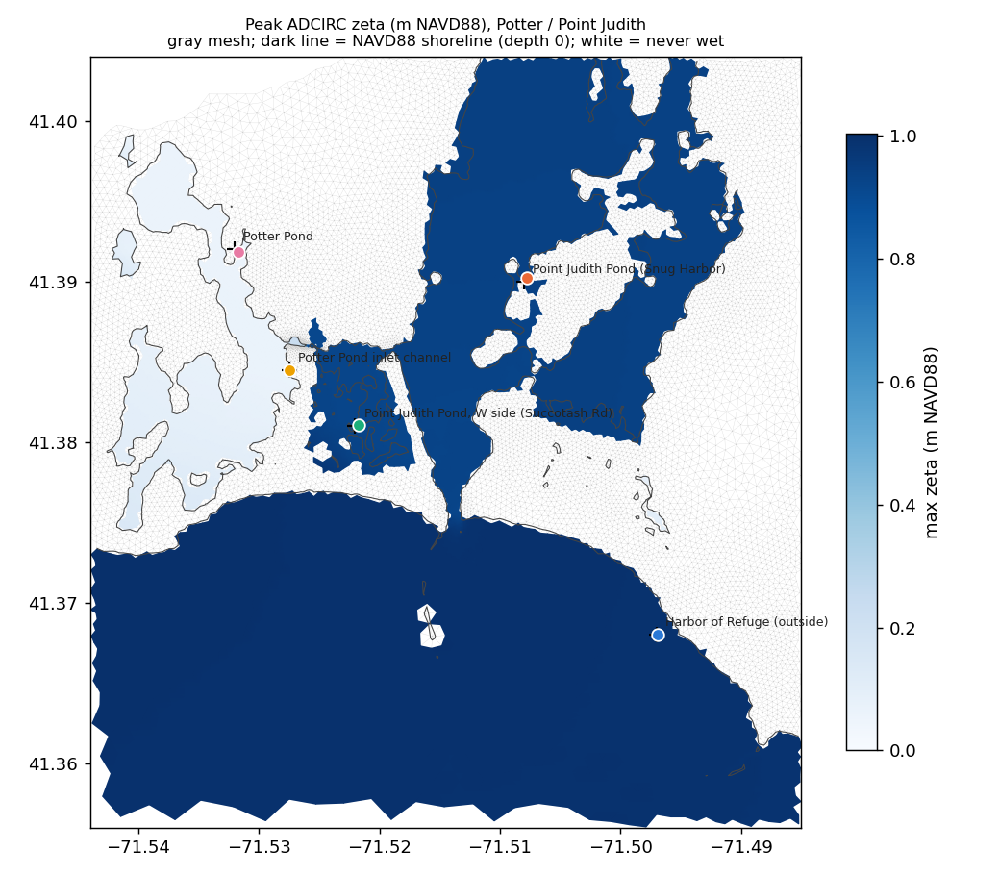 Peak ADCIRC zeta (m NAVD88), Potter / Point Judith
gray mesh; dark line = NAVD88 shoreline (depth 0); white = never wet
41.40
41.39
41.38
41.37
41.36
Potter Pond
Point Judith Pond (Snug Harbor)
Potter Pond inlet channel
Point Judith Pond, W side (Succotash Rd)
Harbor of Refuge (outside)
−71.54 −71.53 −71.52 −71.51 −71.50 −71.49
1.0
0.8
0.6
0.4
0.2
0.0
max zeta (m NAVD88)